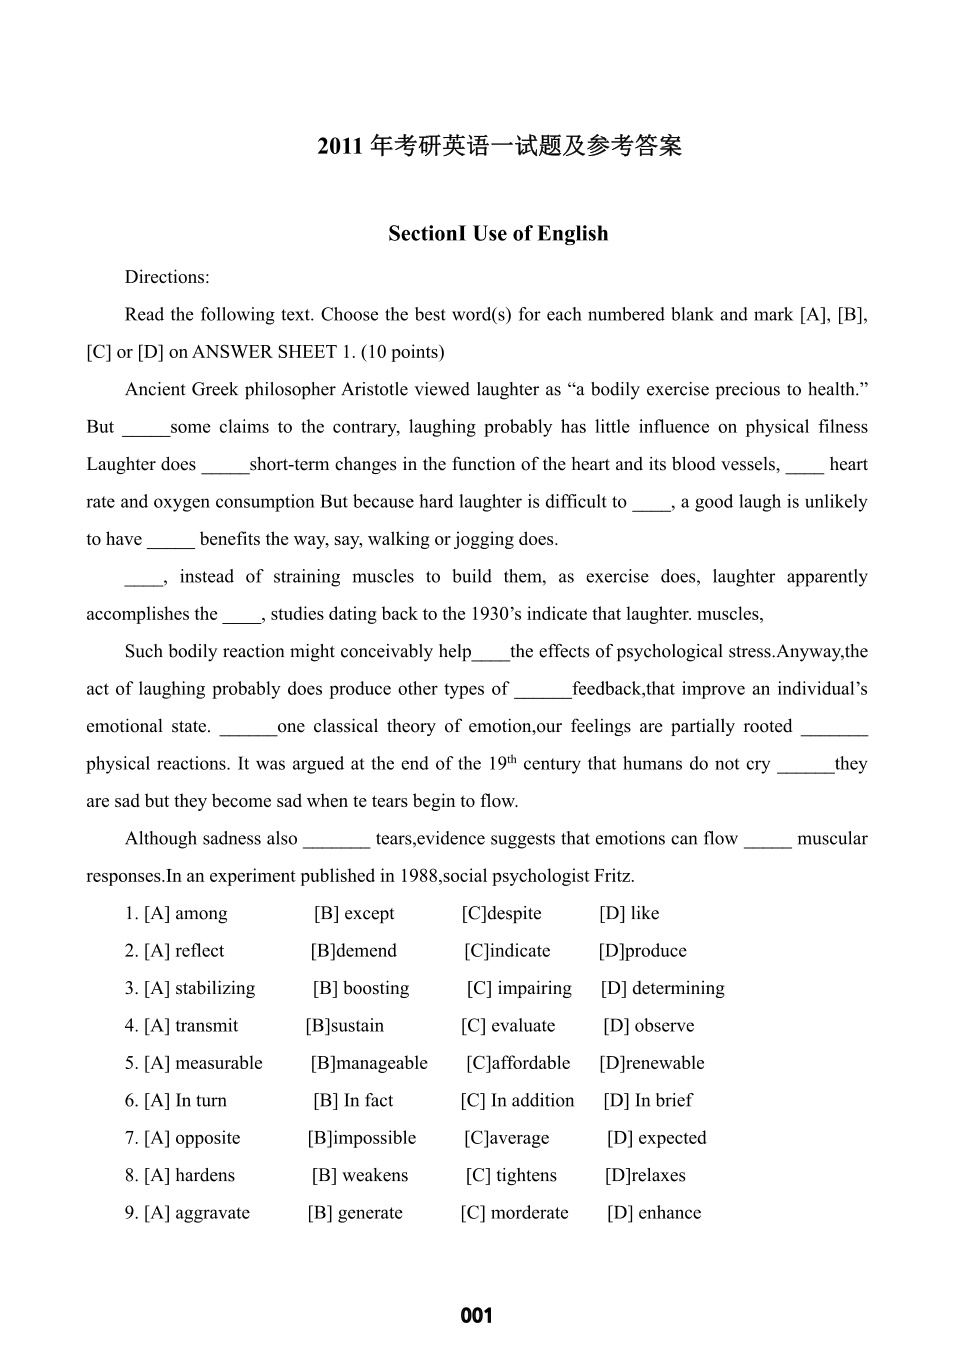 2011 年考研英语一试题及参考答案
SectionI Use of English
Directions:
Read the following text. Choose the best word(s) for each numbered blank and mark [A], [B],
[C] or [D] on ANSWER SHEET 1. (10 points)
Ancient Greek philosopher Aristotle viewed laughter as “a bodily exercise precious to health.”
But _____some claims to the contrary, laughing probably has little influence on physical filness
Laughter does _____short-term changes in the function of the heart and its blood vessels, ____ heart
rate and oxygen consumption But because hard laughter is difficult to ____, a good laugh is unlikely
to have _____ benefits the way, say, walking or jogging does.
____, instead of straining muscles to build them, as exercise does, laughter apparently
accomplishes the ____, studies dating back to the 1930’s indicate that laughter. muscles,
Such bodily reaction might conceivably help____the effects of psychological stress.Anyway,the
act of laughing probably does produce other types of ______feedback,that improve an individual’s
emotional state. ______one classical theory of emotion,our feelings are partially rooted _______
physical reactions. It was argued at the end of the 19th century that humans do not cry ______they
are sad but they become sad when te tears begin to flow.
Although sadness also _______ tears,evidence suggests that emotions can flow _____ muscular
responses.In an experiment published in 1988,social psychologist Fritz.
1. [A] among [B] except [C]despite [D] like
2. [A] reflect [B]demend [C]indicate [D]produce
3. [A] stabilizing [B] boosting [C] impairing [D] determining
4. [A] transmit [B]sustain [C] evaluate [D] observe
5. [A] measurable [B]manageable [C]affordable [D]renewable
6. [A] In turn [B] In fact [C] In addition [D] In brief
7. [A] opposite [B]impossible [C]average [D] expected
8. [A] hardens [B] weakens [C] tightens [D]relaxes
9. [A] aggravate [B] generate [C] morderate [D] enhance
001